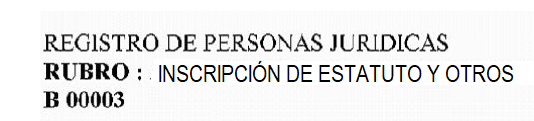 REGISTRO DE PERSONAS JURIDICAS
RUBRO : INSCRIPCIÓN DE ESTATUTO Y OTROS
B 00003